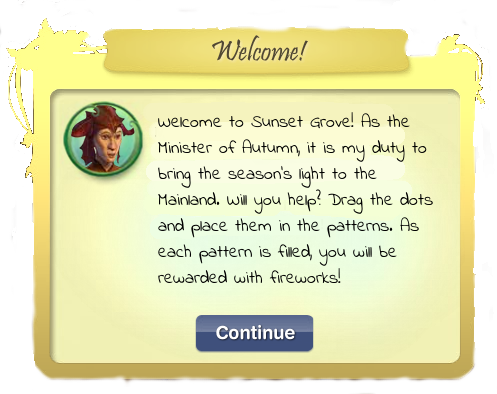 Welcome!
Welcome to Sunset Grove! As the
Minister of Autumn, it is my duty to
bring the season's light to the
Mainland. Will you help? Drag the dots
and place them in the patterns. As
each pattern is filled, you will be
rewarded with fireworks!
Continue